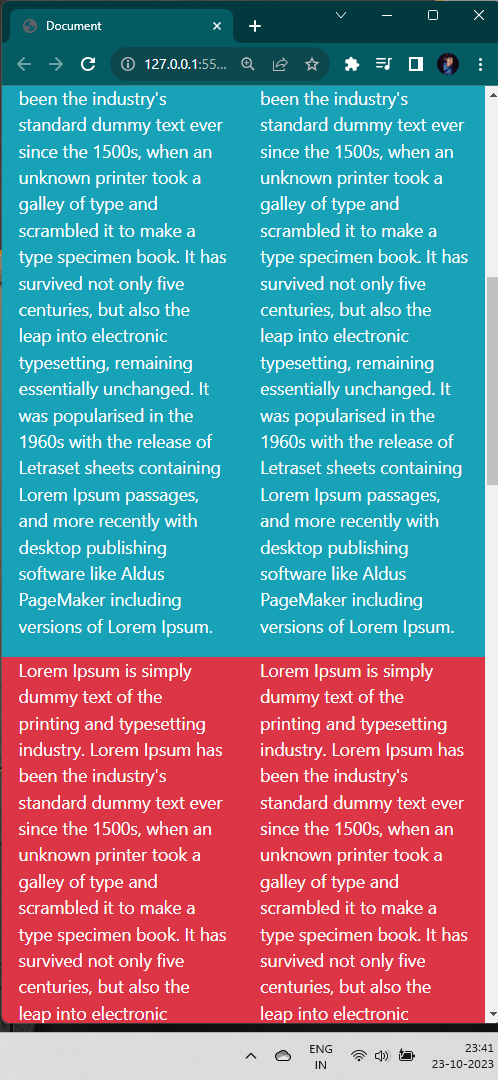 Document
127.0.0.1:55...
been the industry's
standard dummy text ever
since the 1500s, when an
unknown printer took a
galley of type and
scrambled it to make a
type specimen book. It has
survived not only five
centuries, but also the
leap into electronic
typesetting, remaining
essentially unchanged. It
was popularised in the
1960s with the release of
Letraset sheets containing
Lorem Ipsum passages,
and more recently with
desktop publishing
software like Aldus
PageMaker including
versions of Lorem Ipsum.
been the industry's
standard dummy text ever
since the 1500s, when an
unknown printer took a
galley of type and
scrambled it to make a
type specimen book. It has
survived not only five
centuries, but also the
leap into electronic
typesetting, remaining
essentially unchanged. It
was popularised in the
1960s with the release of
Letraset sheets containing
Lorem Ipsum passages,
and more recently with
desktop publishing
software like Aldus
PageMaker including
versions of Lorem Ipsum.
Lorem Ipsum is simply
dummy text of the
printing and typesetting
industry. Lorem Ipsum has
been the industry's
standard dummy text ever
since the 1500s, when an
unknown printer took a
galley of type and
scrambled it to make a
type specimen book. It has
survived not only five
centuries, but also the
leap into electronic
Lorem Ipsum is simply
dummy text of the
printing and typesetting
industry. Lorem Ipsum has
been the industry's
standard dummy text ever
since the 1500s, when an
unknown printer took a
galley of type and
scrambled it to make a
type specimen book. It has
survived not only five
centuries, but also the
leap into electronic
ENG
IN
23:41
23-10-2023